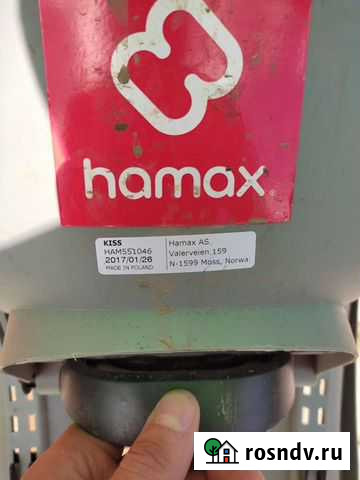 hamax
KISS
HAM551046
2017/01/26
MADE IN POLAND
Hamax AS.
Valerveien 159
N-1599 Moss, Norwa
rosndv.ru